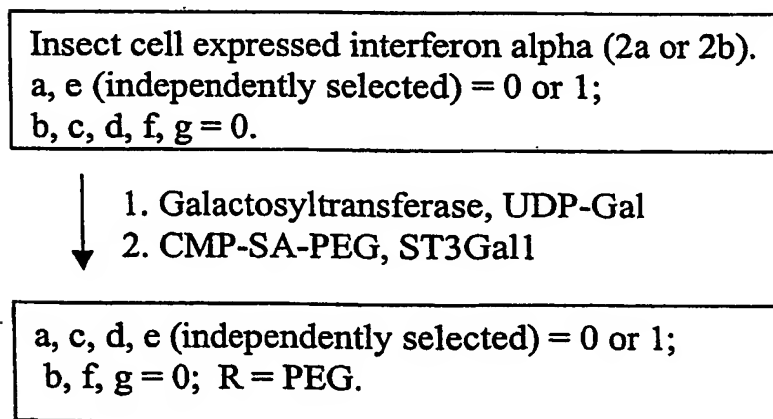 Insect cell expressed interferon alpha (2a or 2b).
a, e (independently selected) = 0 or 1;
b, c, d, f, g = 0.
1. Galactosyltransferase, UDP-Gal
2. CMP-SA-PEG, ST3Gal1
a, c, d, e (independently selected) = 0 or 1;
b, f, g = 0; R = PEG.